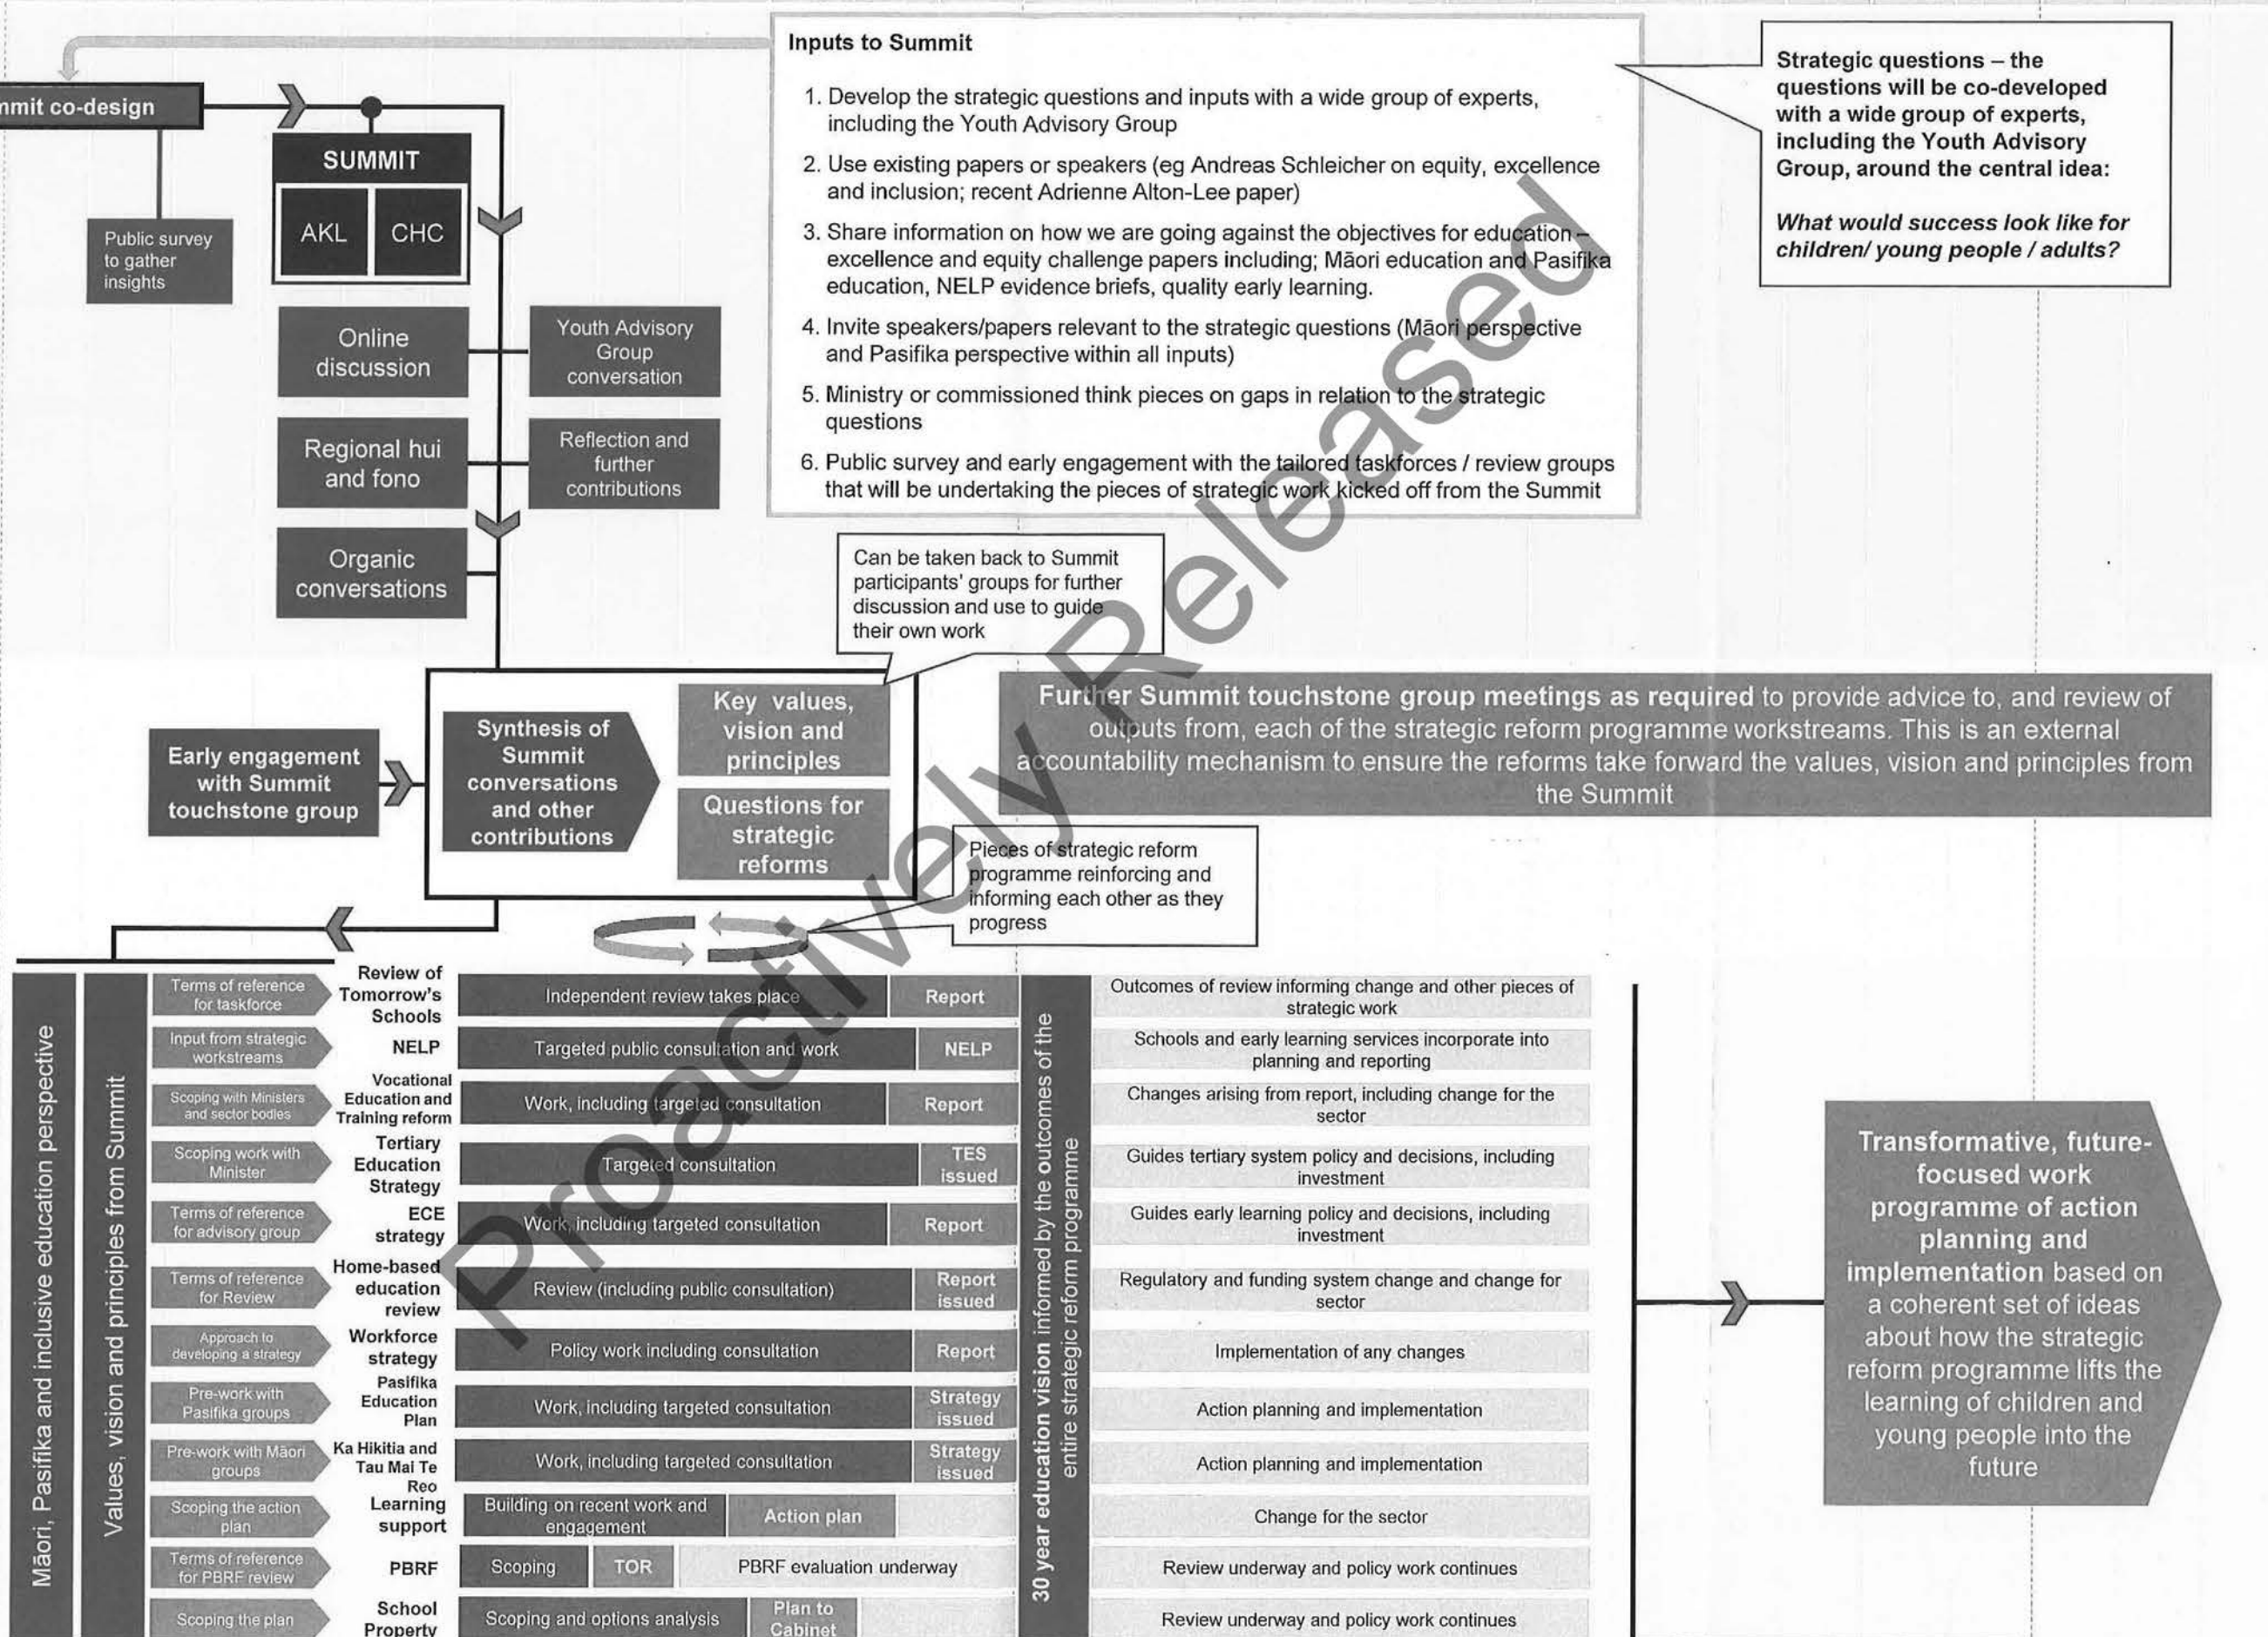 Inputs to Summit
1. Develop the strategic questions and inputs with a wide group of experts,
including the Youth Advisory Group
2. Use existing papers or speakers (eg Andreas Schleicher on equity, excellence
and inclusion; recent Adrienne Alton-Lee paper)
3. Share information on how we are going against the objectives for education –
excellence and equity challenge papers including; Māori education and Pasifika
education, NELP evidence briefs, quality early learning.
4. Invite speakers/papers relevant to the strategic questions (Māori perspective
and Pasifika perspective within all inputs)
5. Ministry or commissioned think pieces on gaps in relation to the strategic
questions
6. Public survey and early engagement with the tailored taskforces / review groups
that will be undertaking the pieces of strategic work kicked off from the Summit
Strategic questions – the
questions will be co-developed
with a wide group of experts,
including the Youth Advisory
Group, around the central idea:
What would success look like for
children/ young people / adults?
mmit co-design
SUMMIT
AKL
CHC
Public survey
to gather
insights
Online
discussion
Youth Advisory
Group
conversation
Regional hui
and fono
Reflection and
further
contributions
Organic
conversations
Can be taken back to Summit
participants' groups for further
discussion and use to guide
their own work
Early engagement
with Summit
touchstone group
Synthesis of
Summit
conversations
and other
contributions
Key values,
vision and
principles
Questions for
strategic
reforms
Further Summit touchstone group meetings as required to provide advice to, and review of
outputs from, each of the strategic reform programme workstreams. This is an external
accountability mechanism to ensure the reforms take forward the values, vision and principles from
the Summit
Pieces of strategic reform
programme reinforcing and
informing each other as they
progress
Māori, Pasifika and inclusive education perspective
Values, vision and principles from Summit
Terms of reference
for taskforce
Review of
Tomorrow's
Schools
Independent review takes place
Report
Outcomes of review informing change and other pieces of
strategic work
Input from strategic
workstreams
NELP
Targeted public consultation and work
NELP
Schools and early learning services incorporate into
planning and reporting
Scoping with Ministers
and sector bodies
Vocational
Education and
Training reform
Work, including targeted consultation
Report
Changes arising from report, including change for the
sector
Scoping work with
Minister
Tertiary
Education
Strategy
Targeted consultation
TES
issued
Guides tertiary system policy and decisions, including
investment
Terms of reference
for advisory group
ECE
strategy
Work, including targeted consultation
Report
Guides early learning policy and decisions, including
investment
Terms of reference
for Review
Home-based
education
review
Review (including public consultation)
Report
issued
Regulatory and funding system change and change for
sector
Approach to
developing a strategy
Workforce
strategy
Policy work including consultation
Report
Implementation of any changes
Pre-work with
Pasifika groups
Pasifika
Education
Plan
Work, including targeted consultation
Strategy
issued
Action planning and implementation
Pre-work with Māori
groups
Ka Hikitia and
Tau Mai Te
Reo
Work, including targeted consultation
Strategy
issued
Action planning and implementation
Scoping the action
plan
Learning
support
Building on recent work and
engagement
Action plan
Change for the sector
Terms of reference
for PBRF review
PBRF
Scoping
TOR
PBRF evaluation underway
Review underway and policy work continues
Scoping the plan
School
Property
Scoping and options analysis
Plan to
Cabinet
Review underway and policy work continues
30 year education vision informed by the outcomes of the
entire strategic reform programme
Transformative, future-
focused work
programme of action
planning and
implementation based on
a coherent set of ideas
about how the strategic
reform programme lifts the
learning of children and
young people into the
future
Proactively Released